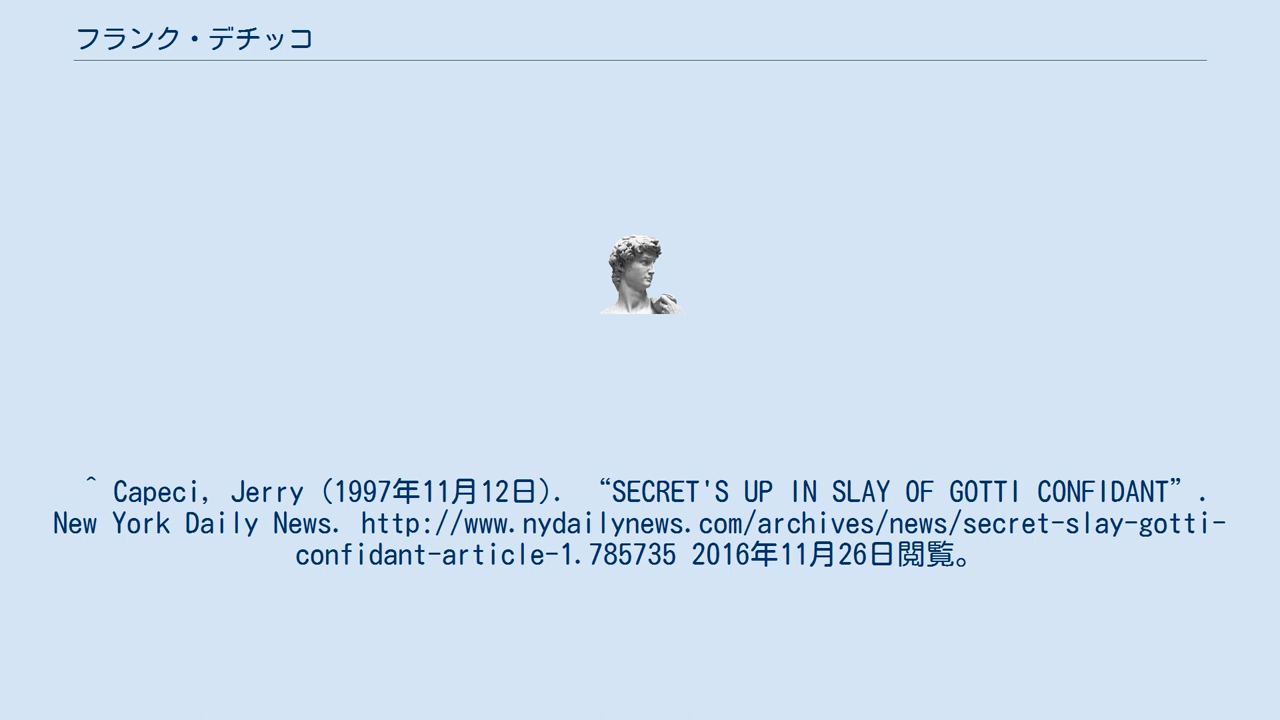 フランク・デチッコ
^ Capeci, Jerry (1997年11月12日). “SECRET'S UP IN SLAY OF GOTTI CONFIDANT”.
New York Daily News. http://www.nydailynews.com/archives/news/secret-slay-gotti-
confidant-article-1.785735 2016年11月26日閲覧。